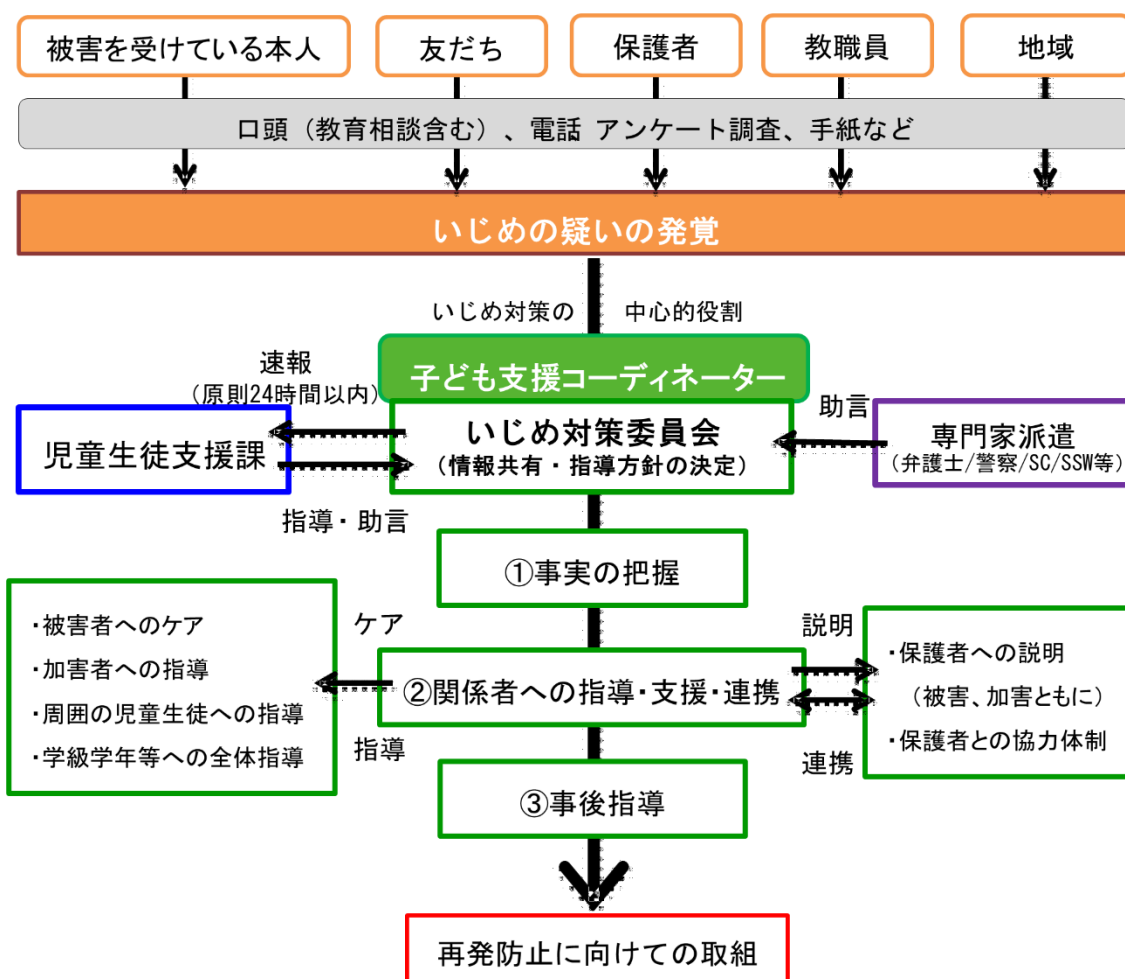 被害を受けている本人
友だち
保護者
教職員
地域
口頭（教育相談含む）、電話 アンケート調査、手紙など
いじめの疑いの発覚
いじめ対策の 中心的役割
子ども支援コーディネーター
速報
（原則24時間以内）
児童生徒支援課
指導・助言
いじめ対策委員会
（情報共有・指導方針の決定）
助言
専門家派遣
（弁護士/警察/SC/SSW等）
①事実の把握
・被害者へのケア
・加害者への指導
・周囲の児童生徒への指導
・学級学年等への全体指導
ケア
指導
②関係者への指導・支援・連携
説明
連携
・保護者への説明
（被害、加害ともに）
・保護者との協力体制
③事後指導
再発防止に向けての取組